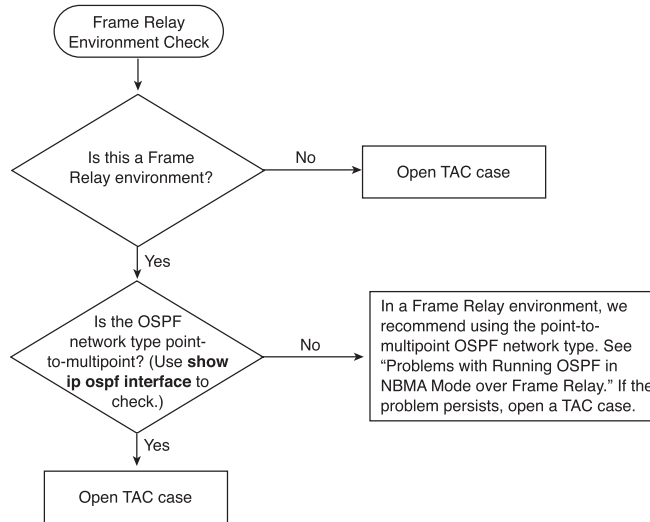 Frame Relay
Environment Check
Is this a Frame
Relay environment?
No
Open TAC case
Yes
Is the OSPF
network type point-
to-multipoint? (Use show
ip ospf interface to
check.)
No
In a Frame Relay environment, we
recommend using the point-to-
multipoint OSPF network type. See
“Problems with Running OSPF in
NBMA Mode over Frame Relay.” If the
problem persists, open a TAC case.
Yes
Open TAC case